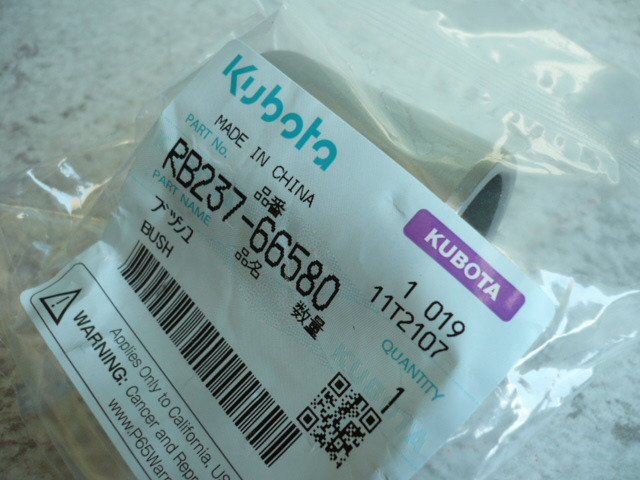 Kubota
MADE IN CHINA
PART No. 品番
RB237-66580
PART NAME 品名
ブッシュ
BUSH
数量
KUBOTA
1 019
11T2107
QUANTITY
1
WARNING:
Applies Only to California, US
Cancer and Repr
www.P65Warn